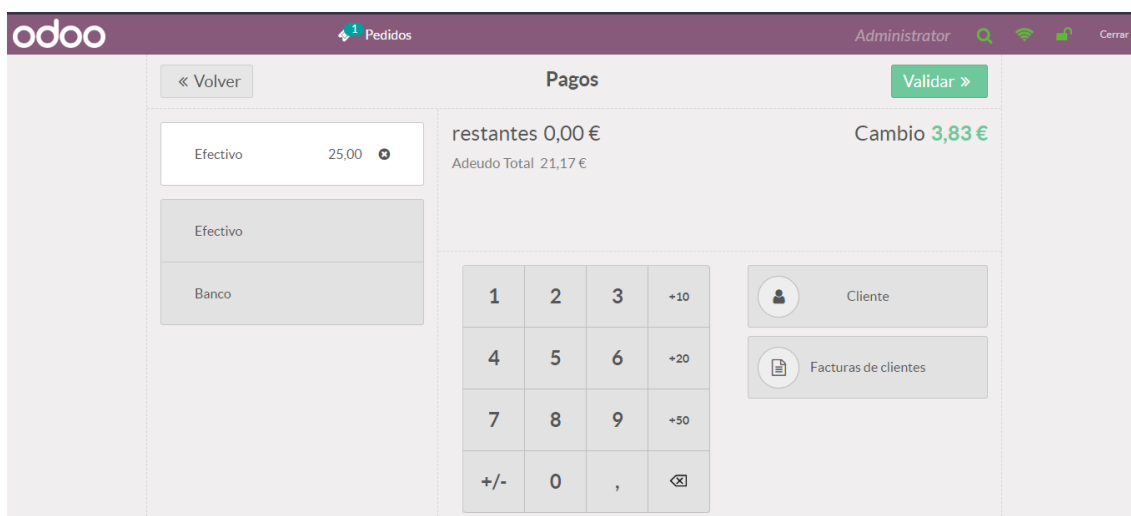 odoo
1 Pedidos
Administrator
Cerrar
« Volver
Pagos
Validar »
Efectivo 25,00
restantes 0,00 €
Adeudo Total 21,17 €
Cambio 3,83 €
Efectivo
Banco
1 2 3 +10
4 5 6 +20
7 8 9 +50
+/- 0 ,
Cliente
Facturas de clientes